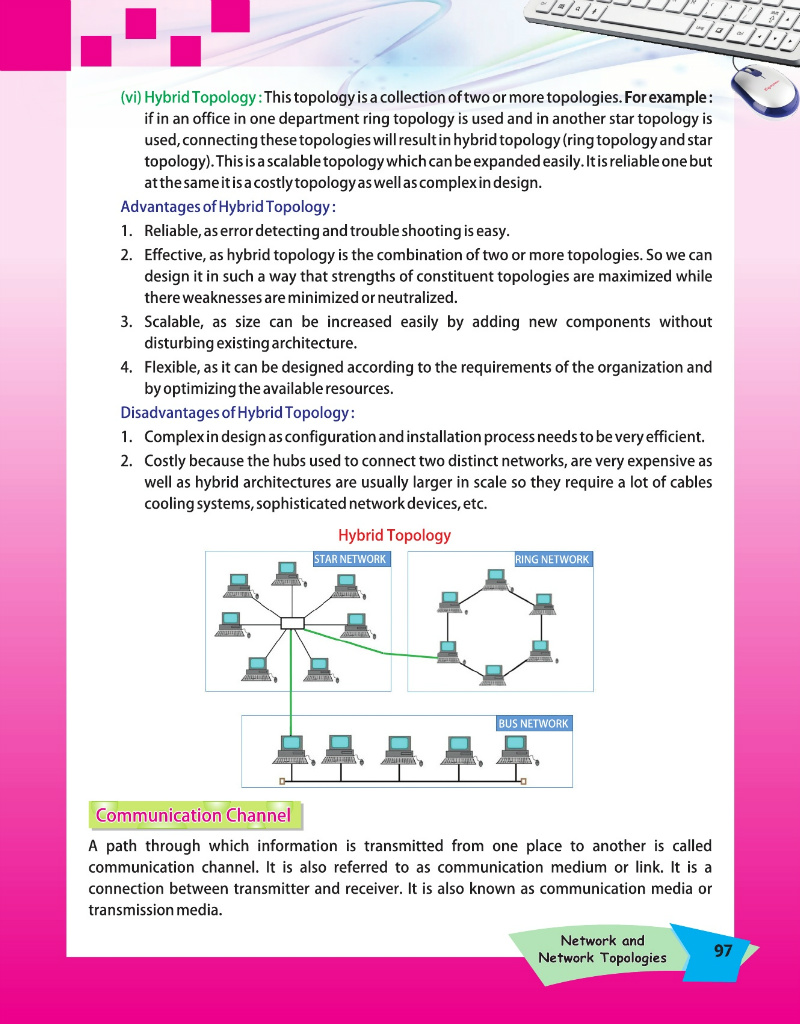 (vi) Hybrid Topology : This topology is a collection of two or more topologies. For example :
if in an office in one department ring topology is used and in another star topology is
used, connecting these topologies will result in hybrid topology (ring topology and star
topology). This is a scalable topology which can be expanded easily. It is reliable one but
at the same it is a costly topology as well as complex in design.
Advantages of Hybrid Topology :
1. Reliable, as error detecting and trouble shooting is easy.
2. Effective, as hybrid topology is the combination of two or more topologies. So we can
design it in such a way that strengths of constituent topologies are maximized while
there weaknesses are minimized or neutralized.
3. Scalable, as size can be increased easily by adding new components without
disturbing existing architecture.
4. Flexible, as it can be designed according to the requirements of the organization and
by optimizing the available resources.
Disadvantages of Hybrid Topology :
1. Complex in design as configuration and installation process needs to be very efficient.
2. Costly because the hubs used to connect two distinct networks, are very expensive as
well as hybrid architectures are usually larger in scale so they require a lot of cables
cooling systems, sophisticated network devices, etc.
Hybrid Topology
STAR NETWORK
RING NETWORK
BUS NETWORK
Communication Channel
A path through which information is transmitted from one place to another is called
communication channel. It is also referred to as communication medium or link. It is a
connection between transmitter and receiver. It is also known as communication media or
transmission media.
Network and
Network Topologies
97